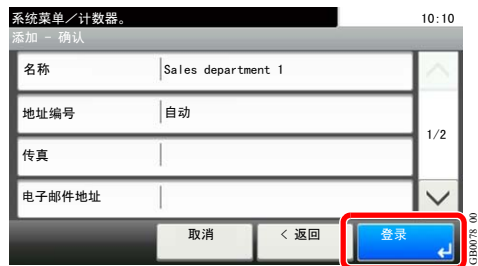 系统菜单／计数器。 10:10
添加 - 确认
名称 Sales department 1
地址编号 自动
传真
1/2
电子邮件地址
取消 < 返回 登录
GB0078_00